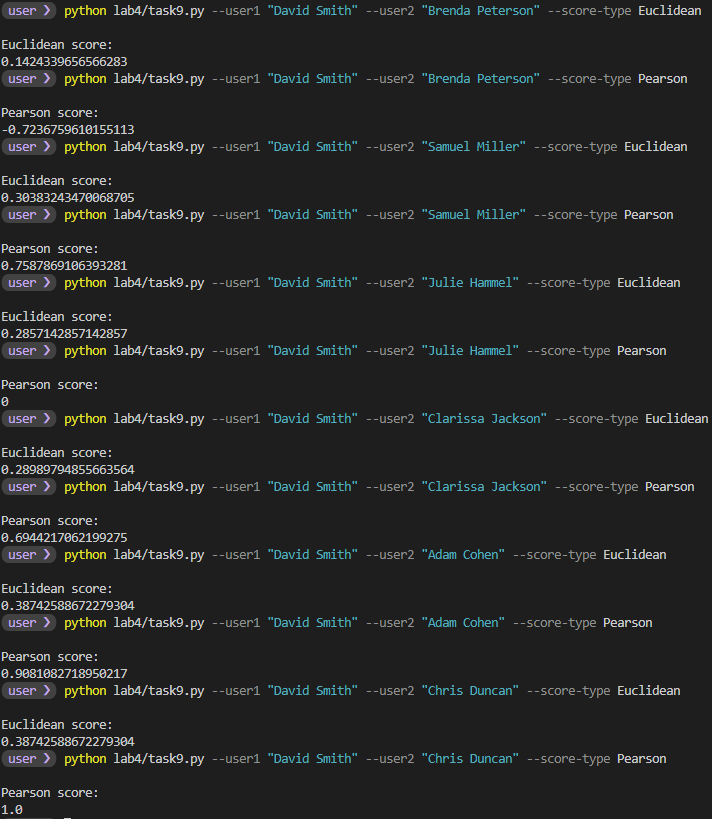 user ❯ python lab4/task9.py --user1 "David Smith" --user2 "Brenda Peterson" --score-type Euclidean
Euclidean score:
0.1424339656566283
user ❯ python lab4/task9.py --user1 "David Smith" --user2 "Brenda Peterson" --score-type Pearson
Pearson score:
-0.7236759610155113
user ❯ python lab4/task9.py --user1 "David Smith" --user2 "Samuel Miller" --score-type Euclidean
Euclidean score:
0.30383243470068705
user ❯ python lab4/task9.py --user1 "David Smith" --user2 "Samuel Miller" --score-type Pearson
Pearson score:
0.7587869106393281
user ❯ python lab4/task9.py --user1 "David Smith" --user2 "Julie Hammel" --score-type Euclidean
Euclidean score:
0.2857142857142857
user ❯ python lab4/task9.py --user1 "David Smith" --user2 "Julie Hammel" --score-type Pearson
Pearson score:
0
user ❯ python lab4/task9.py --user1 "David Smith" --user2 "Clarissa Jackson" --score-type Euclidean
Euclidean score:
0.28989794855663564
user ❯ python lab4/task9.py --user1 "David Smith" --user2 "Clarissa Jackson" --score-type Pearson
Pearson score:
0.6944217062199275
user ❯ python lab4/task9.py --user1 "David Smith" --user2 "Adam Cohen" --score-type Euclidean
Euclidean score:
0.38742588672279304
user ❯ python lab4/task9.py --user1 "David Smith" --user2 "Adam Cohen" --score-type Pearson
Pearson score:
0.9081082718950217
user ❯ python lab4/task9.py --user1 "David Smith" --user2 "Chris Duncan" --score-type Euclidean
Euclidean score:
0.38742588672279304
user ❯ python lab4/task9.py --user1 "David Smith" --user2 "Chris Duncan" --score-type Pearson
Pearson score:
1.0